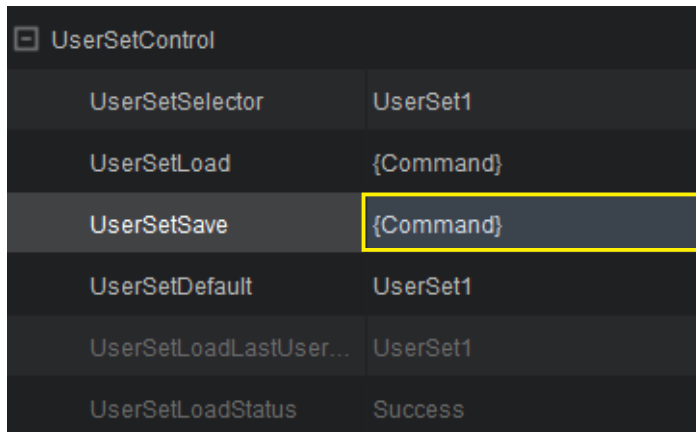 UserSetControl
UserSetSelector UserSet1
UserSetLoad {Command}
UserSetSave {Command}
UserSetDefault UserSet1
UserSetLoadLastUser... UserSet1
UserSetLoadStatus Success